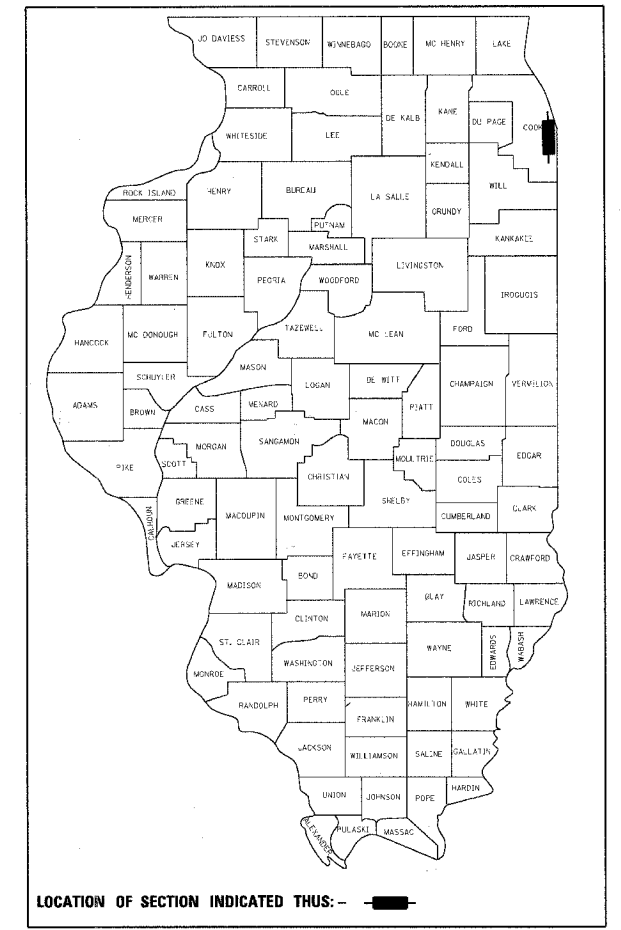 JO DAVIESS
STEVENSON
WINNEBAGO
BOONE
MC HENRY
LAKE
CARROLL
OGLE
DE KALB
KANE
DU PAGE
COOK
WHITESIDE
LEE
KENDALL
WILL
ROCK ISLAND
HENRY
BUREAU
LA SALLE
GRUNDY
MERCER
PUTNAM
STARK
MARSHALL
KANKAKEE
HENDERSON
WARREN
KNOX
PEORIA
WOODFORD
LIVINGSTON
IROQUOIS
HANCOCK
MC DONOUGH
FULTON
TAZEWELL
MC LEAN
FORD
SCHUYLER
MASON
LOGAN
DE WITT
CHAMPAIGN
VERMILION
ADAMS
BROWN
CASS
MENARD
MACON
PIATT
PIKE
SCOTT
MORGAN
SANGAMON
CHRISTIAN
MOULTRIE
DOUGLAS
EDGAR
COLES
SHELBY
CALHOUN
GREENE
MACOUPIN
MONTGOMERY
CUMBERLAND
CLARK
JERSEY
FAYETTE
EFFINGHAM
JASPER
CRAWFORD
MADISON
BOND
CLAY
RICHLAND
LAWRENCE
CLINTON
MARION
ST. CLAIR
WASHINGTON
JEFFERSON
WAYNE
EDWARDS
WABASH
MONROE
RANDOLPH
PERRY
FRANKLIN
HAMILTON
WHITE
JACKSON
WILLIAMSON
SALINE
GALLATIN
UNION
JOHNSON
POPE
HARDIN
ALEXANDER
PULASKI
MASSAC
LOCATION OF SECTION INDICATED THUS: -